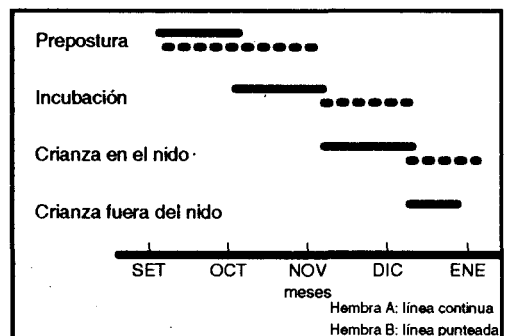 Prepostura
Incubación
Crianza en el nido
Crianza fuera del nido
SET OCT NOV DIC ENE
meses
Hembra A: línea continua
Hembra B: línea punteada